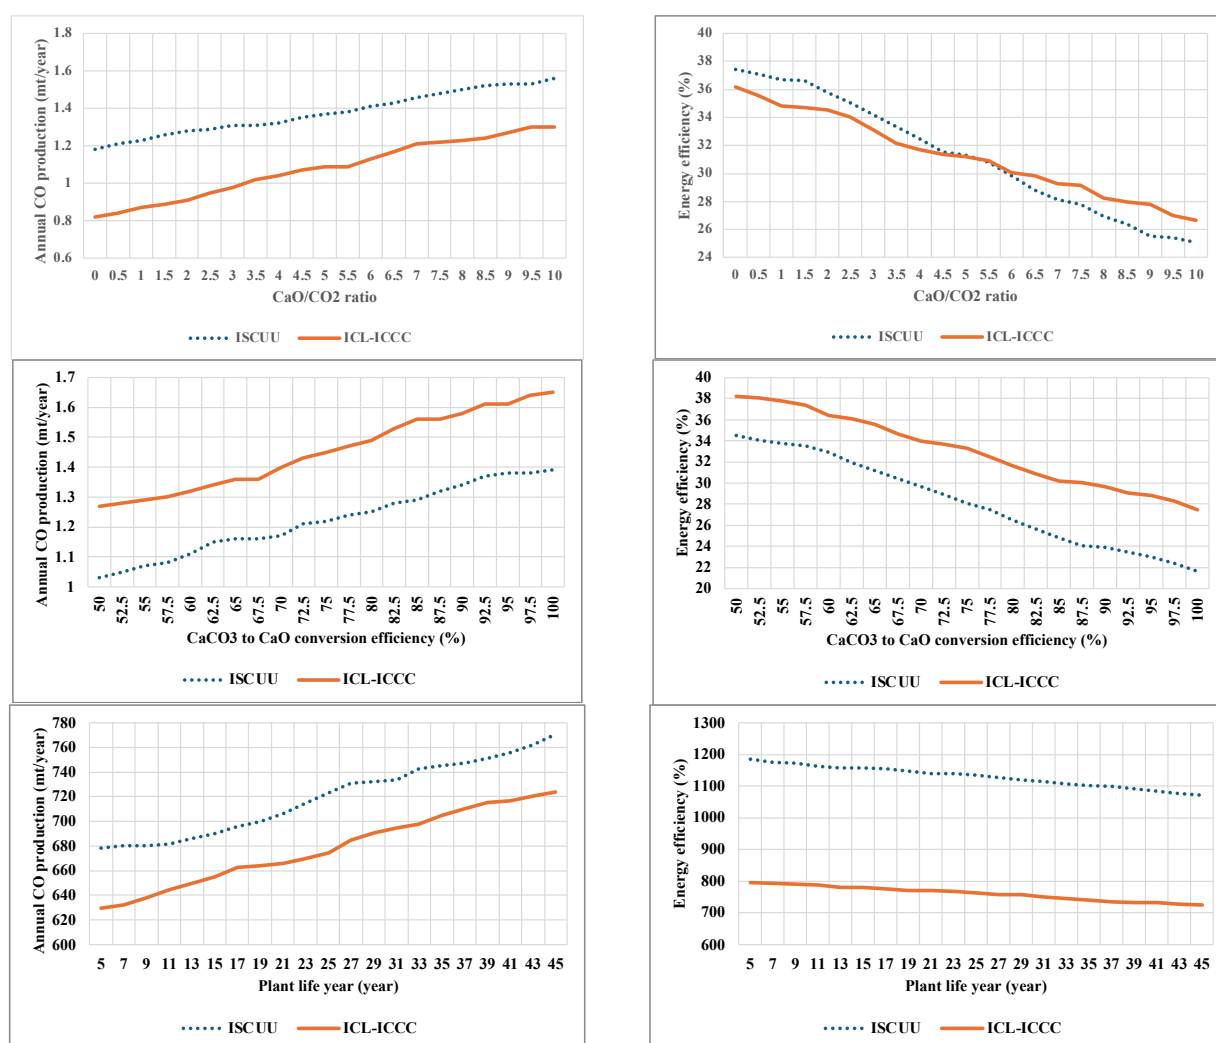 Annual CO production (mt/year)
1.8
1.6
1.4
1.2
1
0.8
0.6
0 0.5 1 1.5 2 2.5 3 3.5 4 4.5 5 5.5 6 6.5 7 7.5 8 8.5 9 9.5 10
CaO/CO2 ratio
ISCUU ICL-ICCC
Energy efficiency (%)
40
38
36
34
32
30
28
26
24
0 0.5 1 1.5 2 2.5 3 3.5 4 4.5 5 5.5 6 6.5 7 7.5 8 8.5 9 9.5 10
CaO/CO2 ratio
ISCUU ICL-ICCC
Annual CO production (mt/year)
1.7
1.6
1.5
1.4
1.3
1.2
1.1
1
50 52.5 55 57.5 60 62.5 65 67.5 70 72.5 75 77.5 80 82.5 85 87.5 90 92.5 95 97.5 100
CaCO3 to CaO conversion efficiency (%)
ISCUU ICL-ICCC
Energy efficiency (%)
40
38
36
34
32
30
28
26
24
22
20
50 52.5 55 57.5 60 62.5 65 67.5 70 72.5 75 77.5 80 82.5 85 87.5 90 92.5 95 97.5 100
CaCO3 to CaO conversion efficiency (%)
ISCUU ICL-ICCC
Annual CO production (mt/year)
780
760
740
720
700
680
660
640
620
600
5 7 9 11 13 15 17 19 21 23 25 27 29 31 33 35 37 39 41 43 45
Plant life year (year)
ISCUU ICL-ICCC
Energy efficiency (%)
1300
1200
1100
1000
900
800
700
600
5 7 9 11 13 15 17 19 21 23 25 27 29 31 33 35 37 39 41 43 45
Plant life year (year)
ISCUU ICL-ICCC